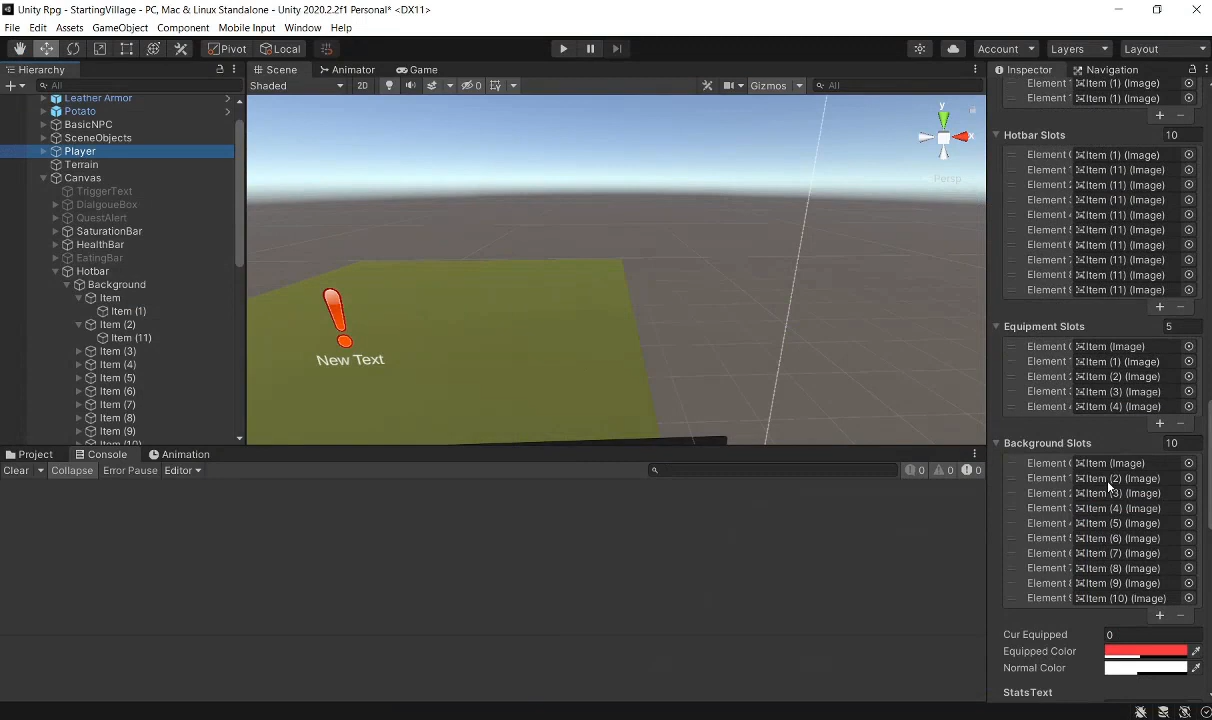 Unity Rpg - StartingVillage - PC, Mac & Linux Standalone - Unity 2020.2.2f1 Personal* <DX11>
File Edit Assets GameObject Component Mobile Input Window Help
Pivot Local Account Layers Layout
Hierarchy Scene Animator Game Inspector Navigation
All Shaded 2D 0 Gizmos All
Leather Armor
Potato
BasicNPC
SceneObjects
Player
Terrain
Canvas
TriggerText
DialgoueBox
QuestAlert
SaturationBar
HealthBar
EatingBar
Hotbar
Background
Item
Item (1)
Item (2)
Item (11)
Item (3)
Item (4)
Item (5)
Item (6)
Item (7)
Item (8)
Item (9)
Item (10)
y
x
Persp
New Text
Project Console Animation
Clear Collapse Error Pause Editor 0 0 0
Element Item (1) (Image)
Element Item (1) (Image)
Hotbar Slots 10
Element Item (1) (Image)
Element Item (11) (Image)
Element Item (11) (Image)
Element Item (11) (Image)
Element Item (11) (Image)
Element Item (11) (Image)
Element Item (11) (Image)
Element Item (11) (Image)
Element Item (11) (Image)
Element Item (11) (Image)
Equipment Slots 5
Element Item (Image)
Element Item (1) (Image)
Element Item (2) (Image)
Element Item (3) (Image)
Element Item (4) (Image)
Background Slots 10
Element Item (Image)
Element Item (2) (Image)
Element Item (3) (Image)
Element Item (4) (Image)
Element Item (5) (Image)
Element Item (6) (Image)
Element Item (7) (Image)
Element Item (8) (Image)
Element Item (9) (Image)
Element Item (10) (Image)
Cur Equipped 0
Equipped Color
Normal Color
StatsText